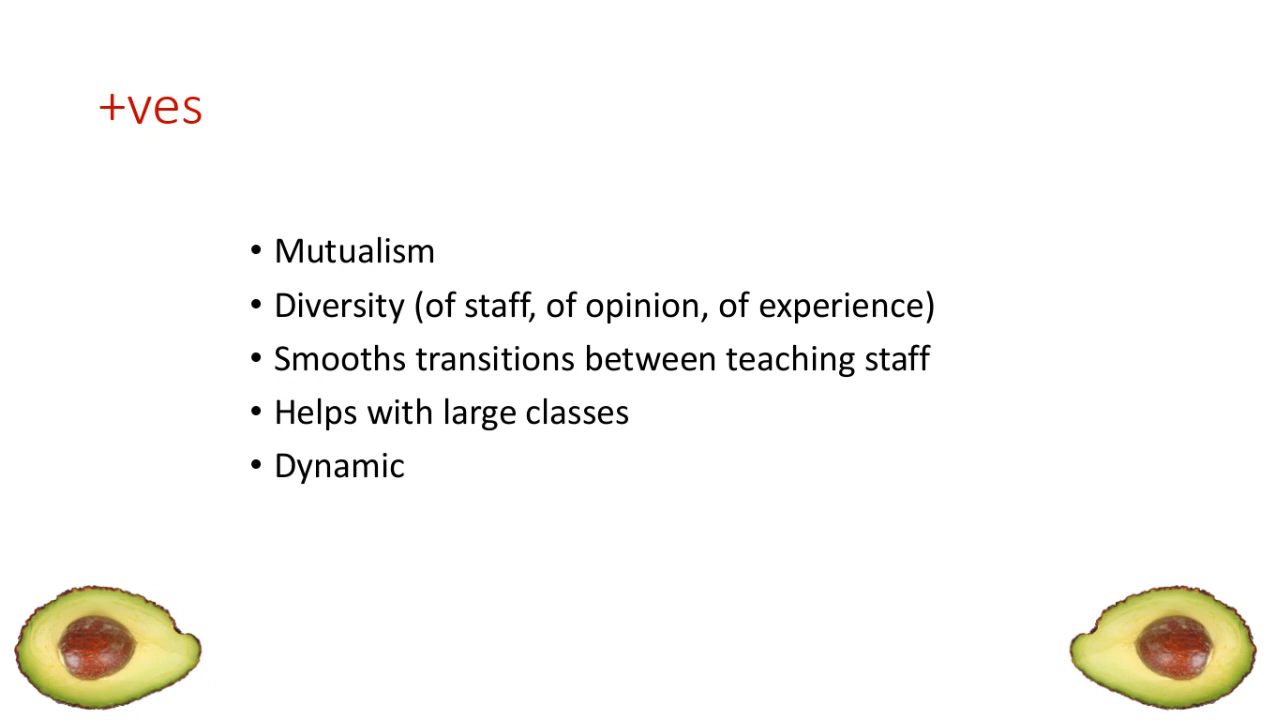 +ves
• Mutualism
• Diversity (of staff, of opinion, of experience)
• Smooths transitions between teaching staff
• Helps with large classes
• Dynamic